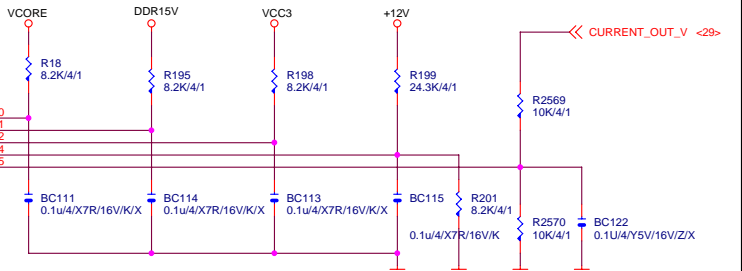 VCORE
DDR15V
VCC3
+12V
CURRENT_OUT_V <29>
R18
8.2K/4/1
R195
8.2K/4/1
R198
8.2K/4/1
R199
24.3K/4/1
R2569
10K/4/1
0
1
2
4
5
BC111
0.1u/4/X7R/16V/K/X
BC114
0.1u/4/X7R/16V/K/X
BC113
0.1u/4/X7R/16V/K/X
BC115
0.1u/4/X7R/16V/K
R201
8.2K/4/1
R2570
10K/4/1
BC122
0.1U/4/Y5V/16V/Z/X